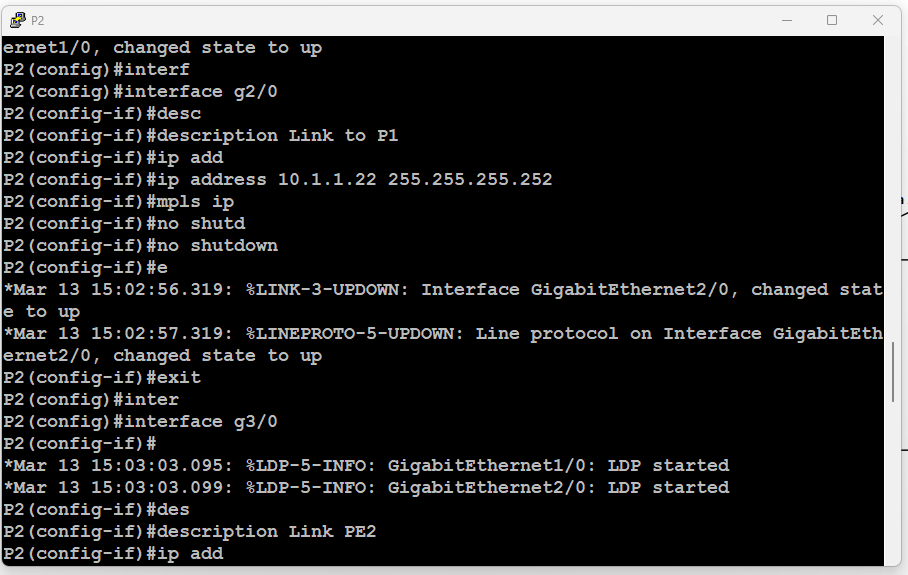 P2
ernet1/0, changed state to up
P2(config)#interf
P2(config)#interface g2/0
P2(config-if)#desc
P2(config-if)#description Link to P1
P2(config-if)#ip add
P2(config-if)#ip address 10.1.1.22 255.255.255.252
P2(config-if)#mpls ip
P2(config-if)#no shutd
P2(config-if)#no shutdown
P2(config-if)#e
*Mar 13 15:02:56.319: %LINK-3-UPDOWN: Interface GigabitEthernet2/0, changed stat
e to up
*Mar 13 15:02:57.319: %LINEPROTO-5-UPDOWN: Line protocol on Interface GigabitEth
ernet2/0, changed state to up
P2(config-if)#exit
P2(config)#inter
P2(config)#interface g3/0
P2(config-if)#
*Mar 13 15:03:03.095: %LDP-5-INFO: GigabitEthernet1/0: LDP started
*Mar 13 15:03:03.099: %LDP-5-INFO: GigabitEthernet2/0: LDP started
P2(config-if)#des
P2(config-if)#description Link PE2
P2(config-if)#ip add